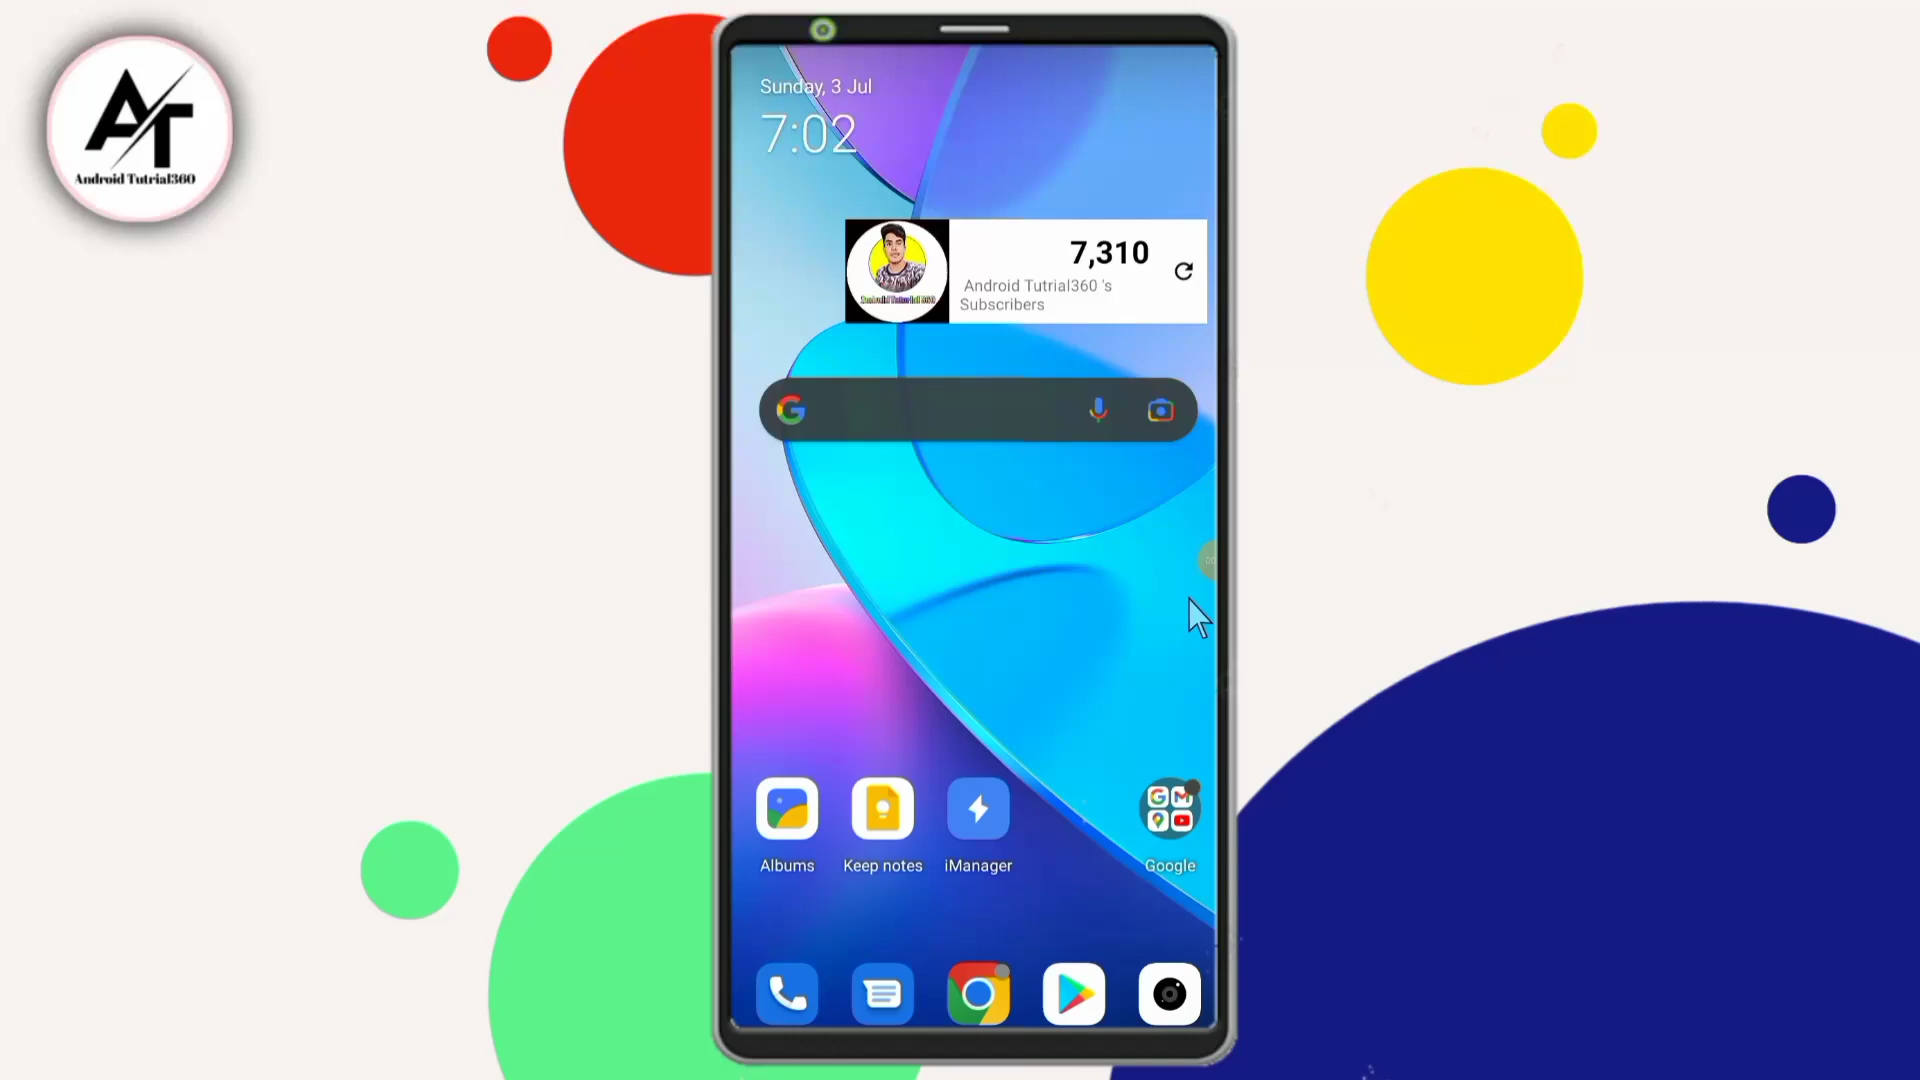 Android Tutrial360
Sunday, 3 Jul
7:02
7,310
Android Tutrial360 's
Subscribers
Albums
Keep notes
iManager
Google